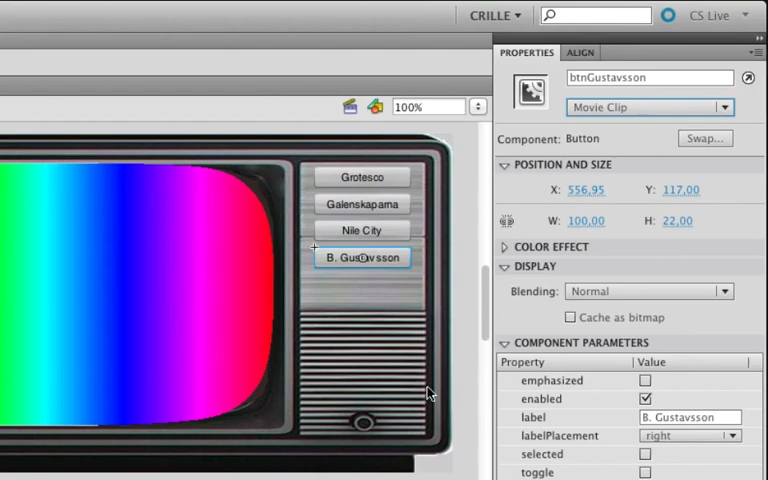 CRILLE
CS Live
PROPERTIES
ALIGN
btnGustavsson
100%
Movie Clip
Component: Button
Swap...
POSITION AND SIZE
X: 556,95 Y: 117,00
W: 100,00 H: 22,00
COLOR EFFECT
DISPLAY
Blending: Normal
Cache as bitmap
COMPONENT PARAMETERS
Property Value
emphasized
enabled
label B. Gustavsson
labelPlacement right
selected
toggle
Grotesco
Galenskaparna
Nile City
B. Gustavsson